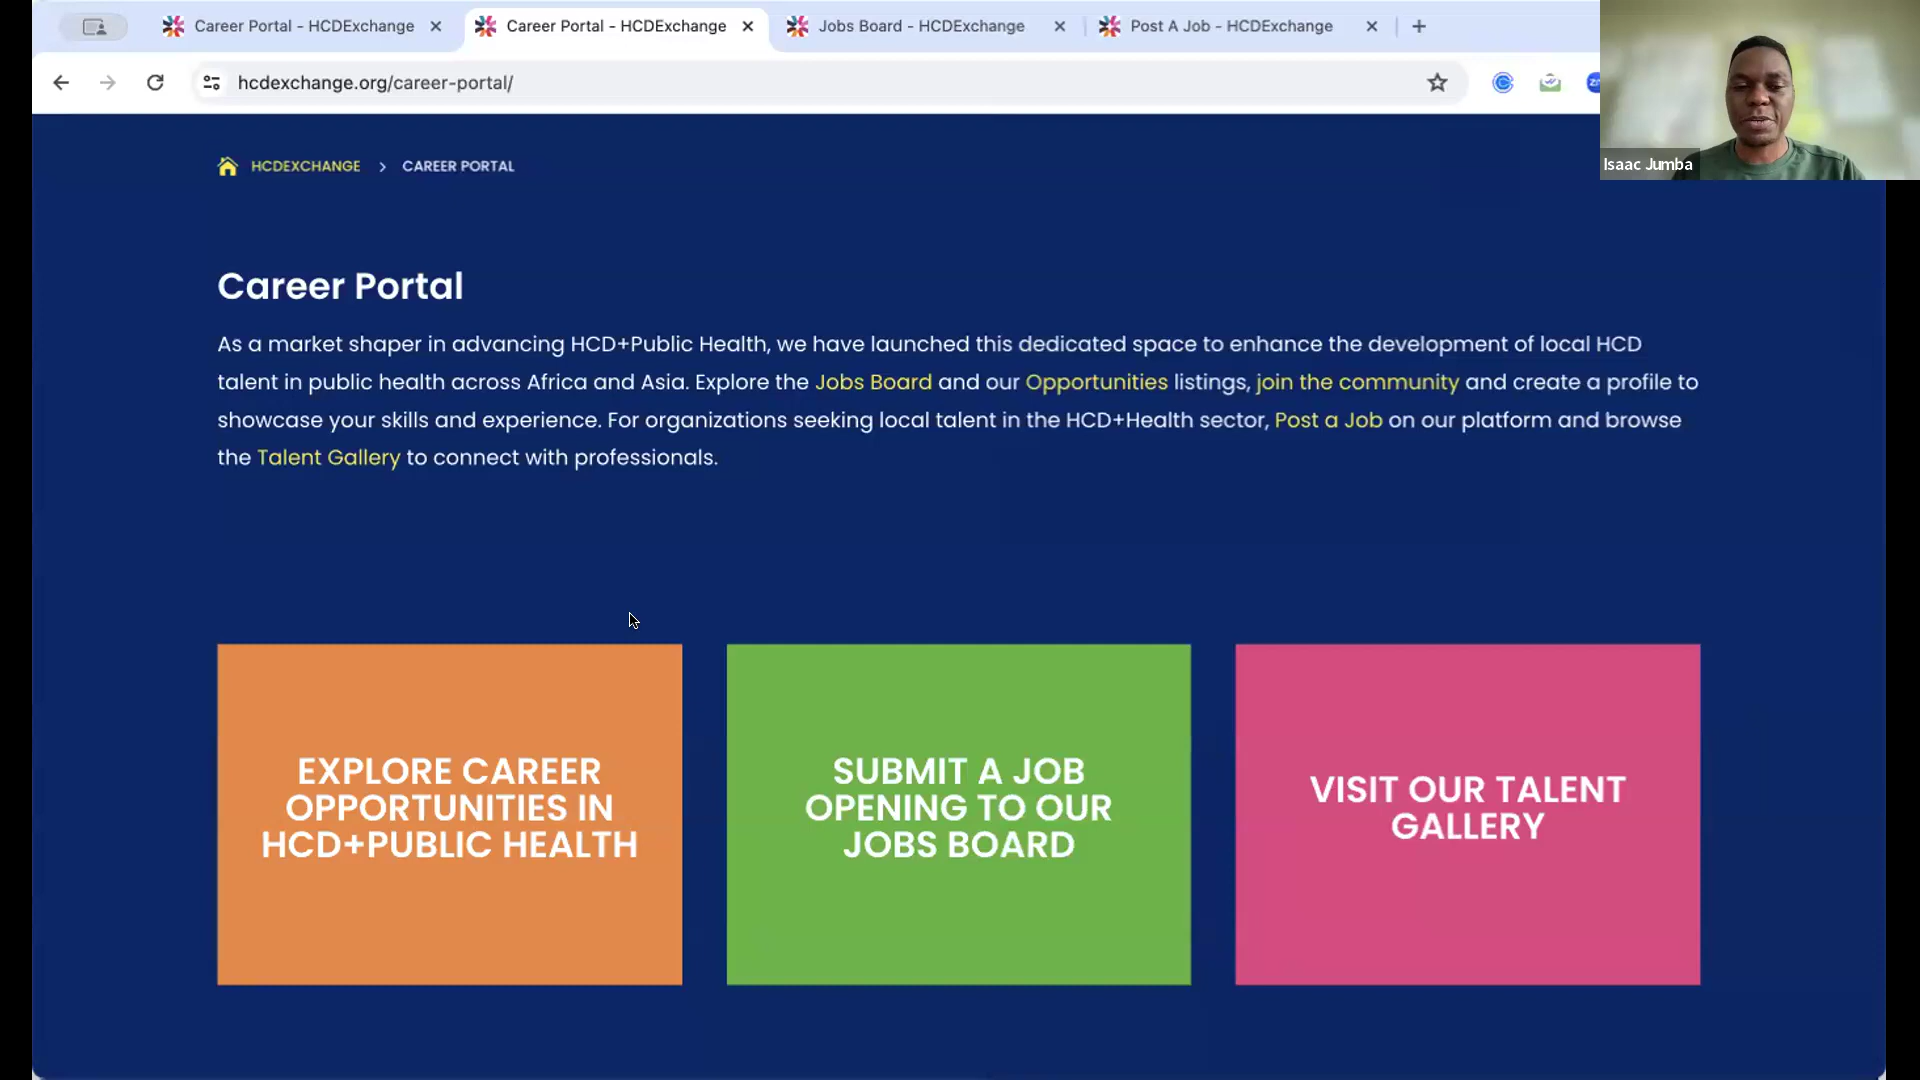 Career Portal - HCDExchange
Career Portal - HCDExchange
Jobs Board - HCDExchange
Post A Job - HCDExchange
hcdexchange.org/career-portal/
Isaac Jumba
HCDEXCHANGE > CAREER PORTAL
Career Portal
As a market shaper in advancing HCD+Public Health, we have launched this dedicated space to enhance the development of local HCD
talent in public health across Africa and Asia. Explore the Jobs Board and our Opportunities listings, join the community and create a profile to
showcase your skills and experience. For organizations seeking local talent in the HCD+Health sector, Post a Job on our platform and browse
the Talent Gallery to connect with professionals.
EXPLORE CAREER
OPPORTUNITIES IN
HCD+PUBLIC HEALTH
SUBMIT A JOB
OPENING TO OUR
JOBS BOARD
VISIT OUR TALENT
GALLERY